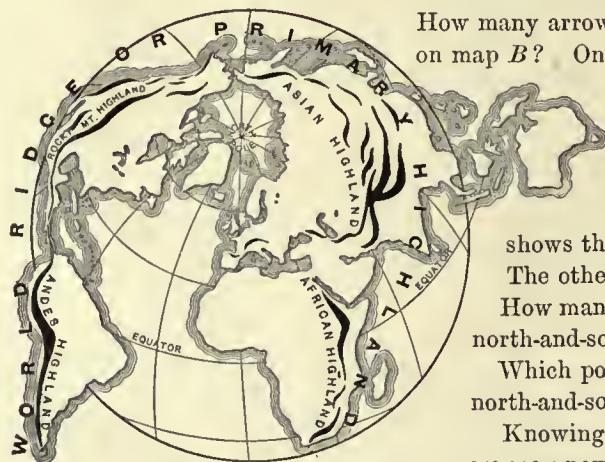 WORLD RIDGE OR PRIMARY HIGHLAND
ROCKY MT. HIGHLAND
ASIAN HIGHLAND
ANDES HIGHLAND
AFRICAN HIGHLAND
EQUATOR
EQUATOR
How many arrow
on map B? On
shows th
The othe
How man
north-and-so
Which po
north-and-so
Knowing